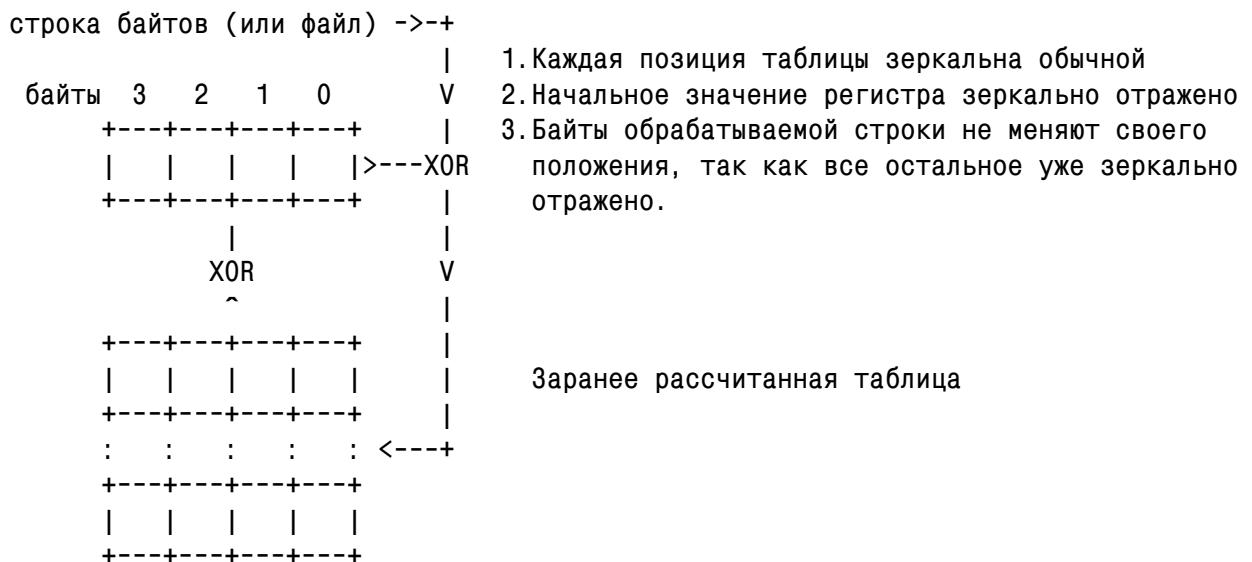 строка байтов (или файл) ->-+
                            |   1.Каждая позиция таблицы зеркальна обычной
 байты  3   2   1   0       V   2.Начальное значение регистра зеркально отражено
      +---+---+---+---+     |   3.Байты обрабатываемой строки не меняют своего
      |   |   |   |   |>---XOR    положения, так как все остальное уже зеркально
      +---+---+---+---+     |     отражено.
              |             |
             XOR            V
              ^             |
      +---+---+---+---+     |
      |   |   |   |   |     |     Заранее рассчитанная таблица
      +---+---+---+---+     |
      :   :   :   :   : <---+
      +---+---+---+---+
      |   |   |   |   |
      +---+---+---+---+